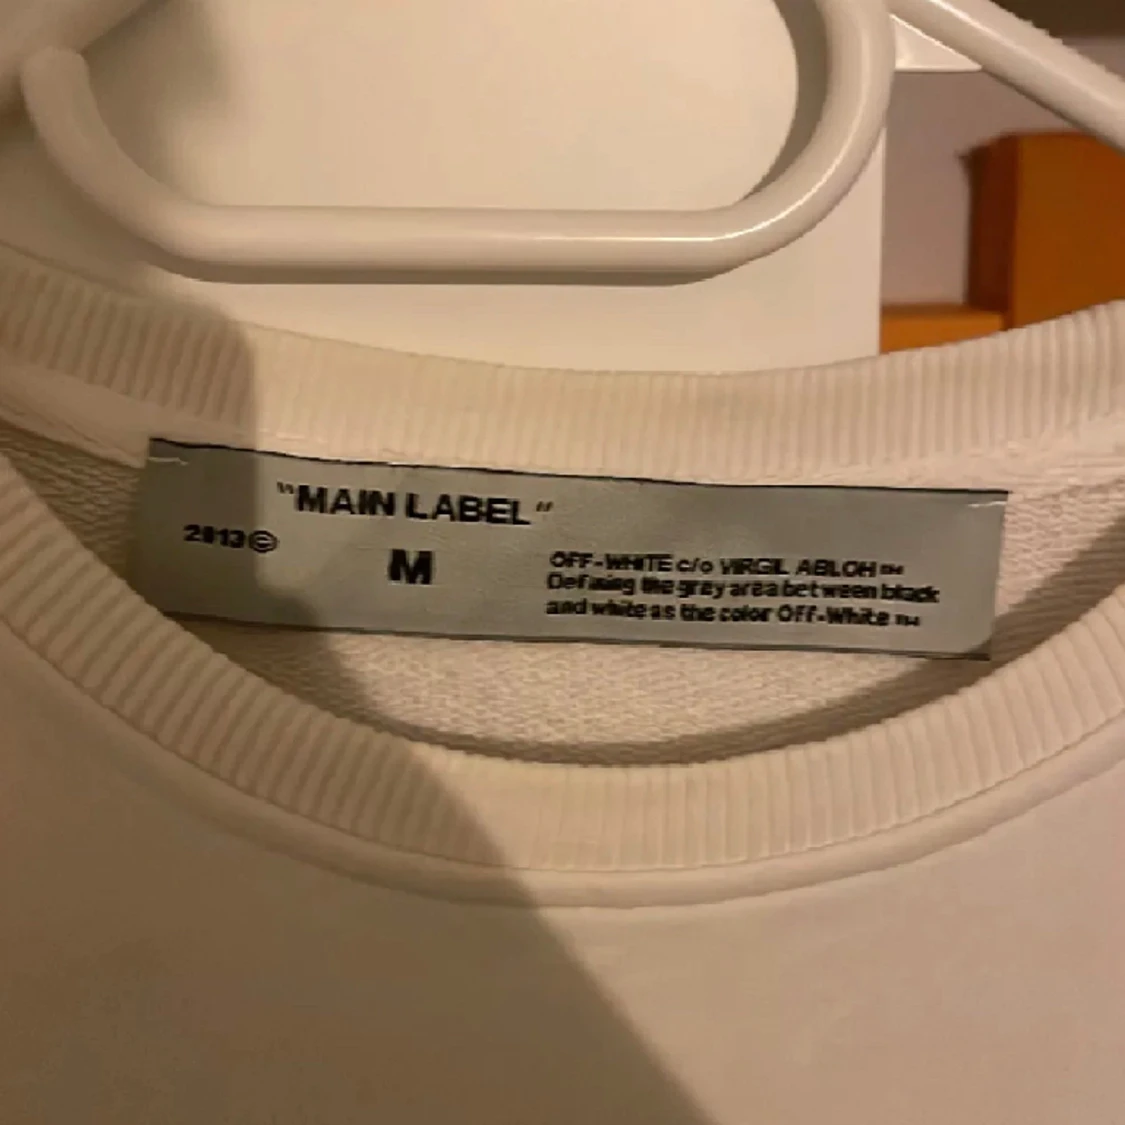 "MAIN LABEL"
2013©
M
OFF-WHITE c/o VIRGIL ABLOH™
Defining the grey area between black
and white as the color Off-White™